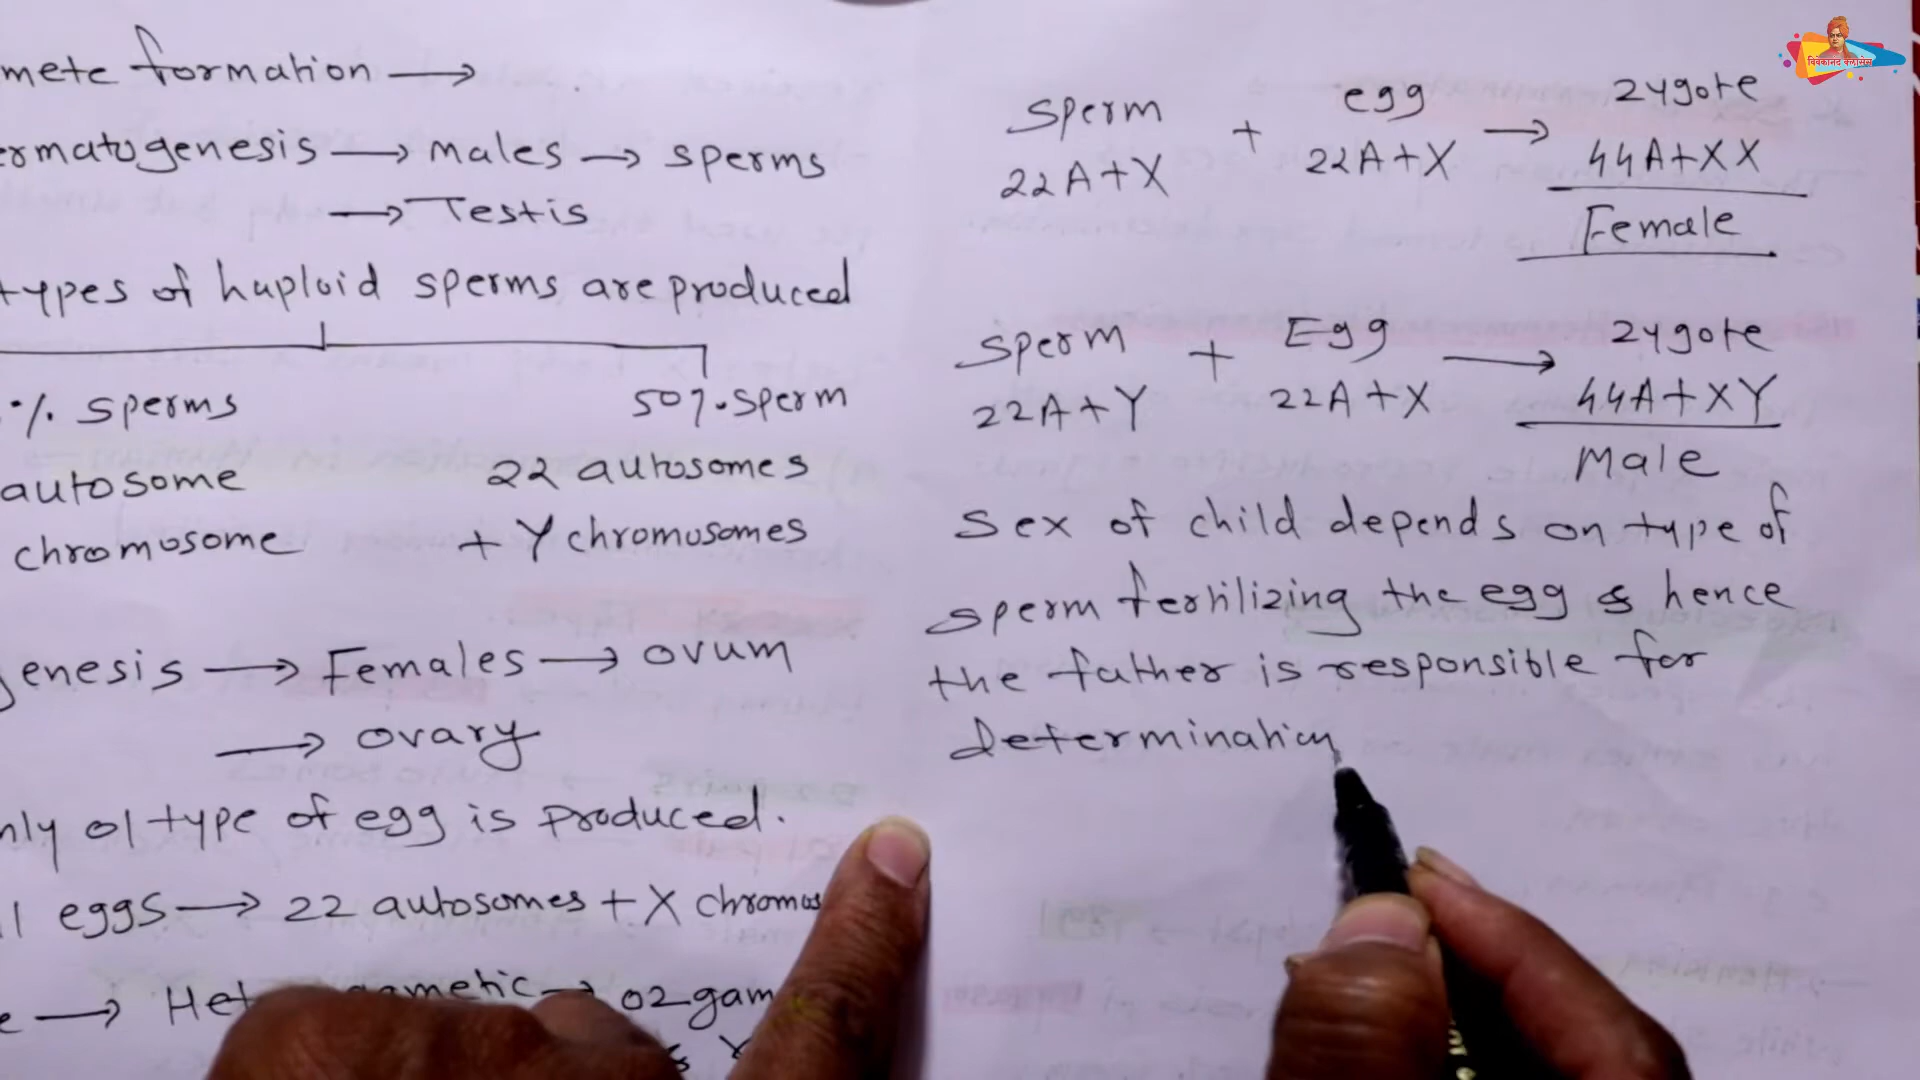 mete formation →
ermatogenesis → males → sperms
→ Testis
types of haploid sperms are produced
% sperms 50% sperm
autosome 22 autosomes
chromosome + Y chromosomes
genesis → Females → ovum
→ ovary
nly 01 type of egg is produced.
l eggs → 22 autosomes + X chromos
e → Het gametic → 02 gam
sperm + egg → zygote
22A+X 22A+X 44A+XX
Female
sperm + Egg → zygote
22A+Y 22A+X 44A+XY
Male
Sex of child depends on type of
sperm fertilizing the egg & hence
the father is responsible for
determination
विवेकानंद क्लासेस